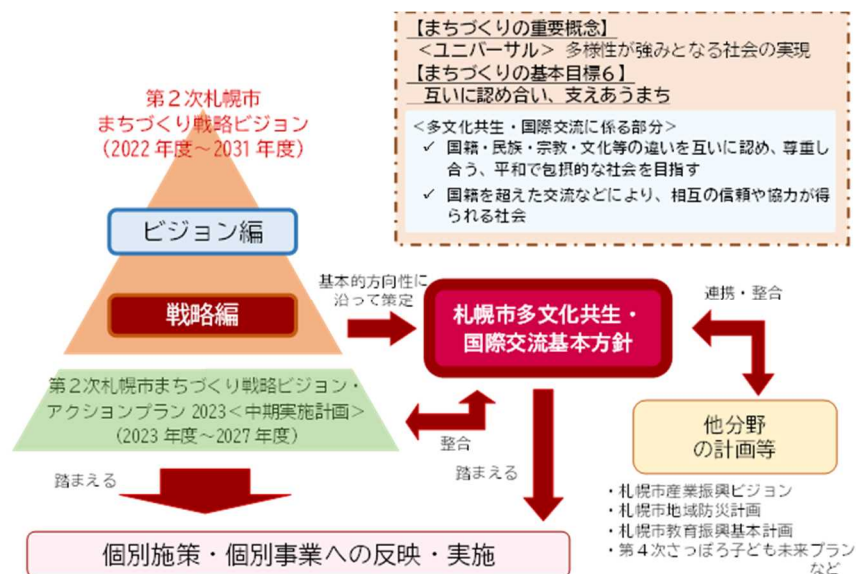 【まちづくりの重要概念】
＜ユニバーサル＞ 多様性が強みとなる社会の実現
【まちづくりの基本目標６】
互いに認め合い、支えあうまち
＜多文化共生・国際交流に係る部分＞
✓ 国籍・民族・宗教・文化等の違いを互いに認め、尊重し
合う、平和で包摂的な社会を目指す
✓ 国籍を超えた交流などにより、相互の信頼や協力が得
られる社会
第２次札幌市
まちづくり戦略ビジョン
（2022 年度～2031 年度）
ビジョン編
戦略編
基本的方向性に
沿って策定
札幌市多文化共生・
国際交流基本方針
連携・整合
第２次札幌市まちづくり戦略ビジョン・
アクションプラン 2023＜中期実施計画＞
（2023 年度～2027 年度）
整合
他分野
の計画等
踏まえる
踏まえる
・札幌市産業振興ビジョン
・札幌市地域防災計画
・札幌市教育振興基本計画
・第４次さっぽろ子ども未来プラン
など
個別施策・個別事業への反映・実施